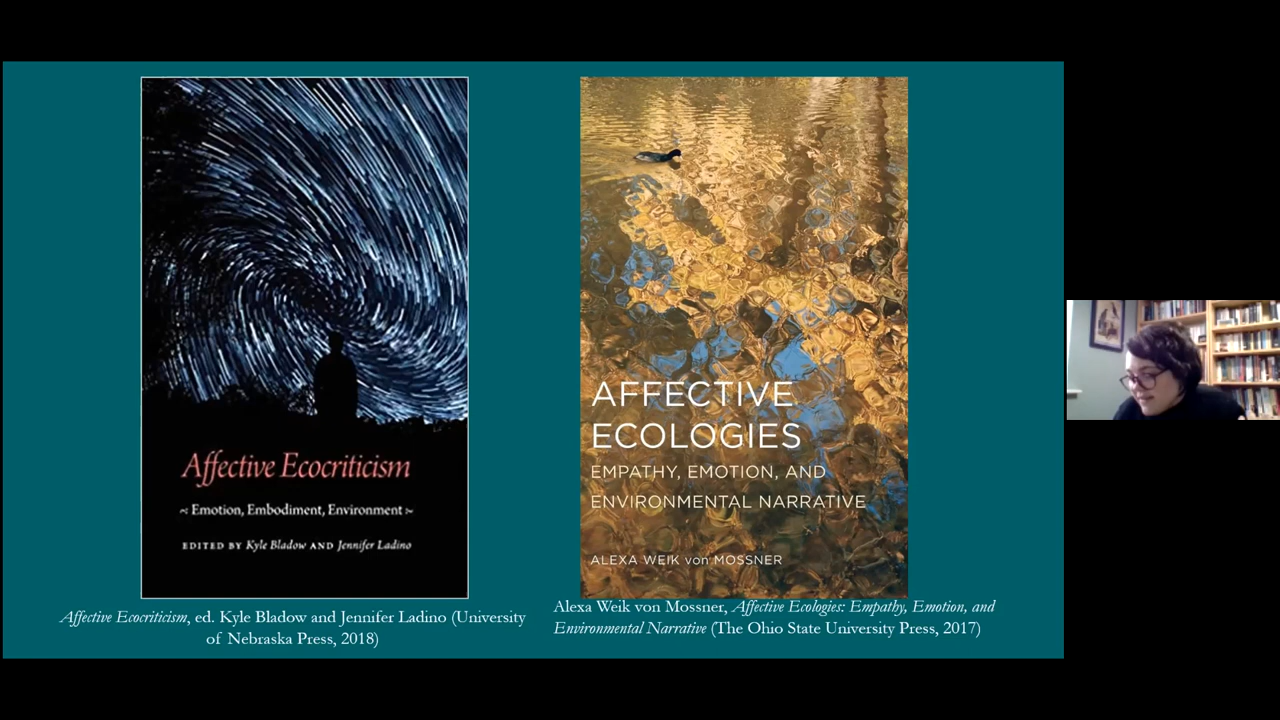 Affective Ecocriticism
~ Emotion, Embodiment, Environment ~
EDITED BY Kyle Bladow AND Jennifer Ladino
Affective Ecocriticism, ed. Kyle Bladow and Jennifer Ladino (University
of Nebraska Press, 2018)
AFFECTIVE
ECOLOGIES
EMPATHY, EMOTION, AND
ENVIRONMENTAL NARRATIVE
ALEXA WEIK von MOSSNER
Alexa Weik von Mossner, Affective Ecologies: Empathy, Emotion, and
Environmental Narrative (The Ohio State University Press, 2017)